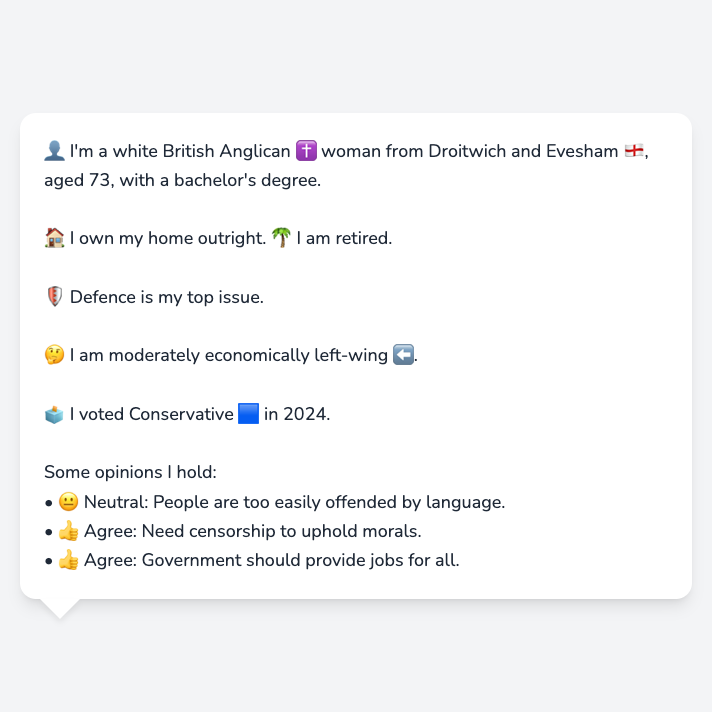 👤 I'm a white British Anglican ✝️ woman from Droitwich and Evesham 🏴󠁧󠁢󠁥󠁮󠁧󠁿,
aged 73, with a bachelor's degree.
🏠 I own my home outright. 🌴 I am retired.
🛡️ Defence is my top issue.
🤔 I am moderately economically left-wing ⬅️.
🗳️ I voted Conservative 🟦 in 2024.
Some opinions I hold:
• 😐 Neutral: People are too easily offended by language.
• 👍 Agree: Need censorship to uphold morals.
• 👍 Agree: Government should provide jobs for all.